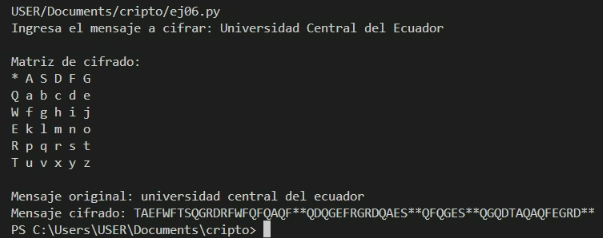 USER/Documents/cripto/ej06.py
Ingresa el mensaje a cifrar: Universidad Central del Ecuador
Matriz de cifrado:
* A S D F G
Q a b c d e
W f g h i j
E k l m n o
R p q r s t
T u v x y z
Mensaje original: universidad central del ecuador
Mensaje cifrado: TAEFWFTSQGRDRFWFQFQAQF**QDQGEFRGRDQAES**QFQGES**QGQDTAQAQFEGRD**
PS C:\Users\USER\Documents\cripto>